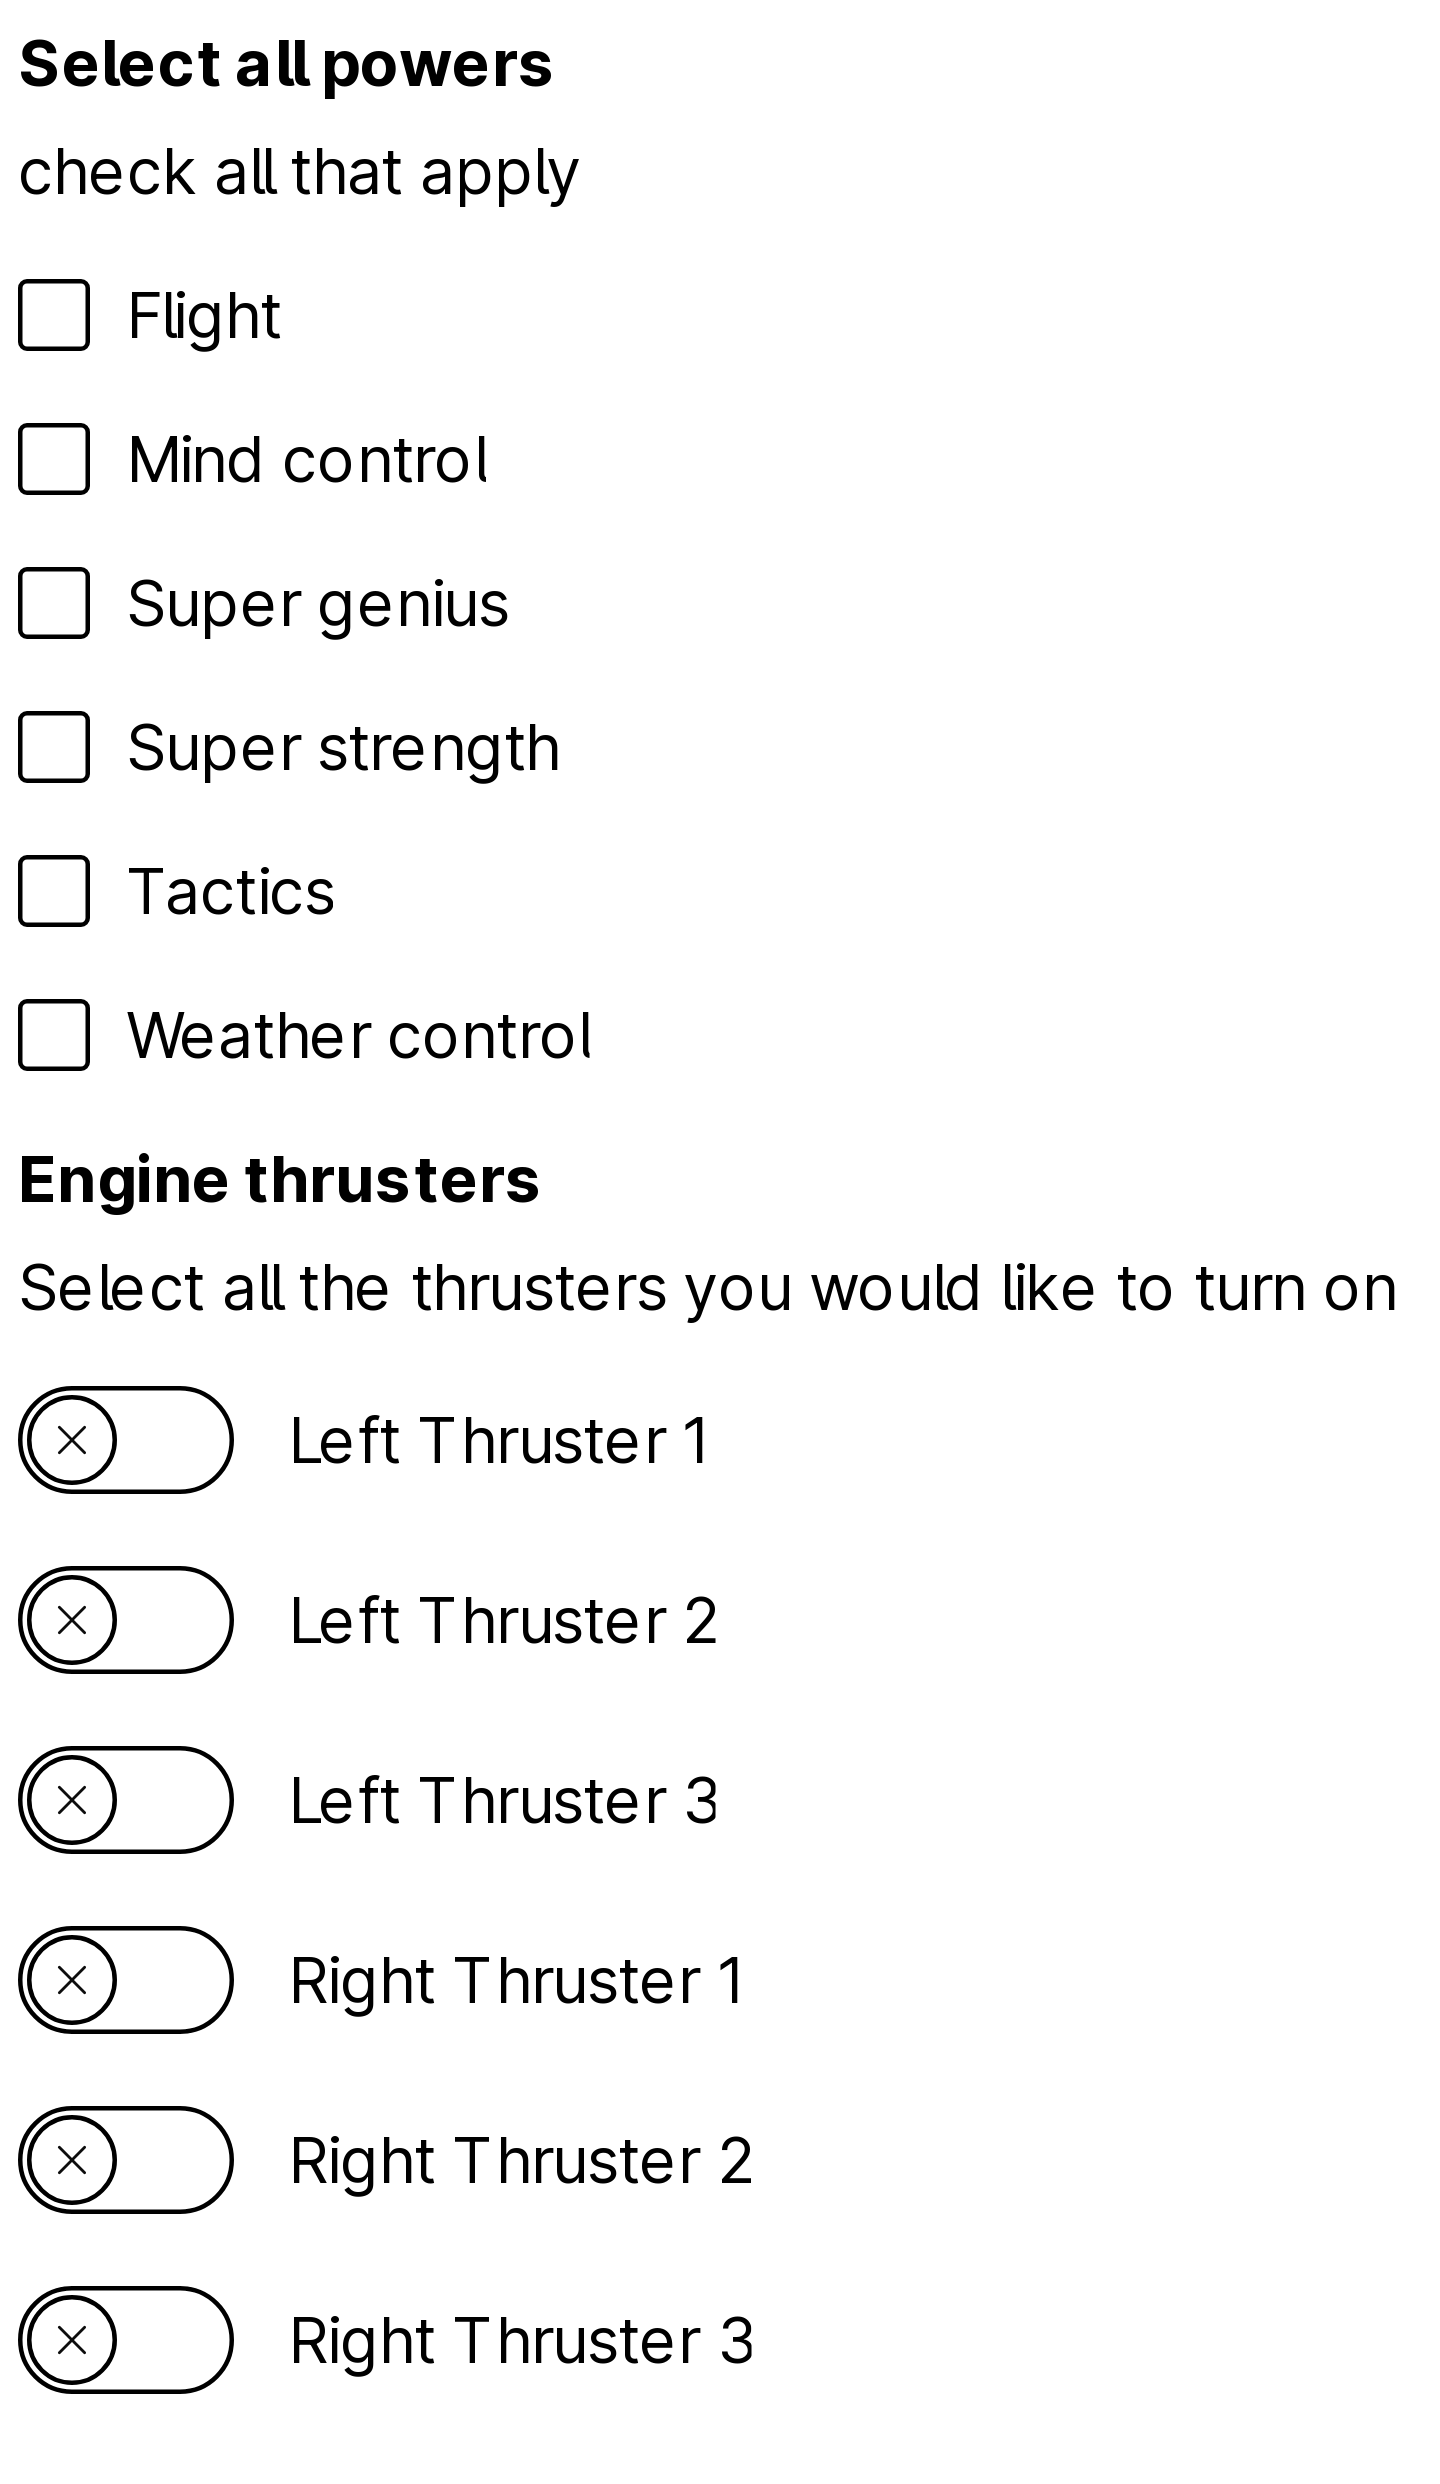 Select all powers
check all that apply
Flight
Mind control
Super genius
Super strength
Tactics
Weather control
Engine thrusters
Select all the thrusters you would like to turn on
Left Thruster 1
Left Thruster 2
Left Thruster 3
Right Thruster 1
Right Thruster 2
Right Thruster 3